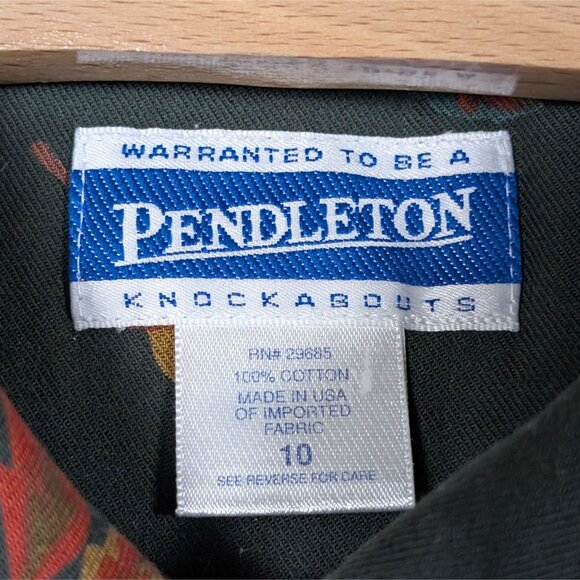 WARRANTED TO BE A
PENDLETON
KNOCKABOUTS
RN# 29685
100% COTTON
MADE IN USA
OF IMPORTED
FABRIC
10
SEE REVERSE FOR CARE